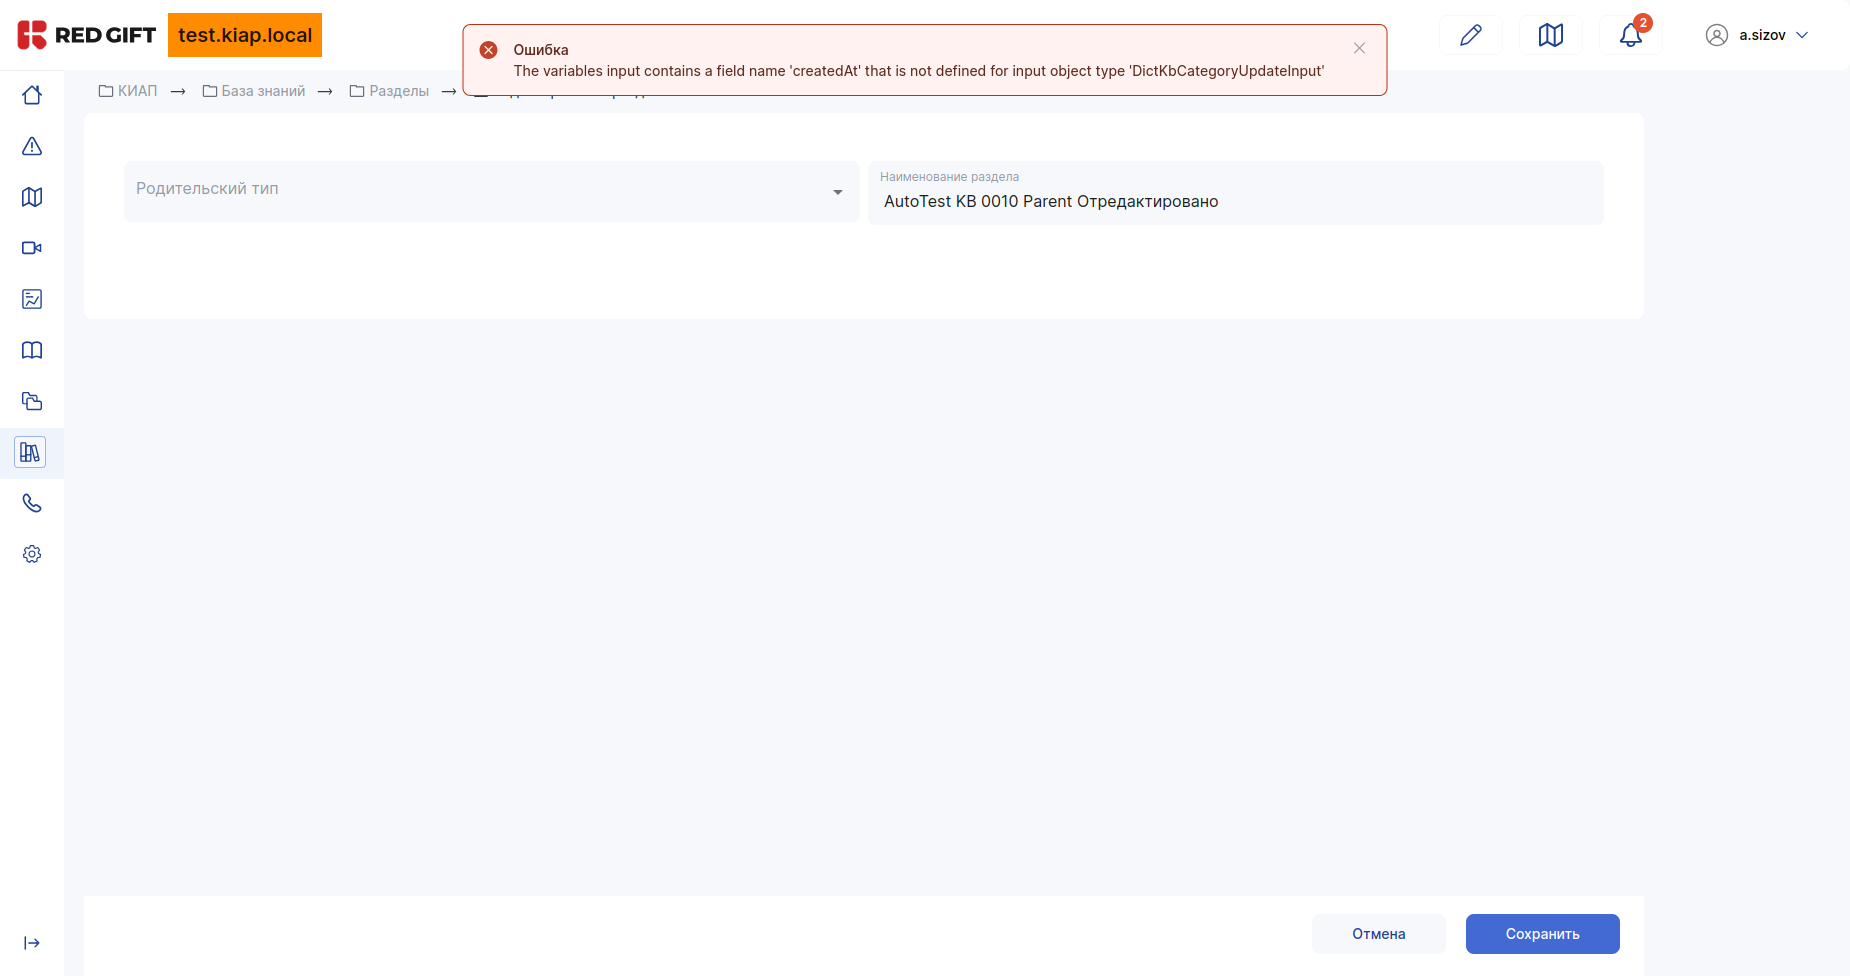 RED GIFT
test.kiap.local
Ошибка
The variables input contains a field name 'createdAt' that is not defined for input object type 'DictKbCategoryUpdateInput'
2
a.sizov
КИАП
База знаний
Разделы
Родительский тип
Наименование раздела
AutoTest KB 0010 Parent Отредактировано
Отмена
Сохранить